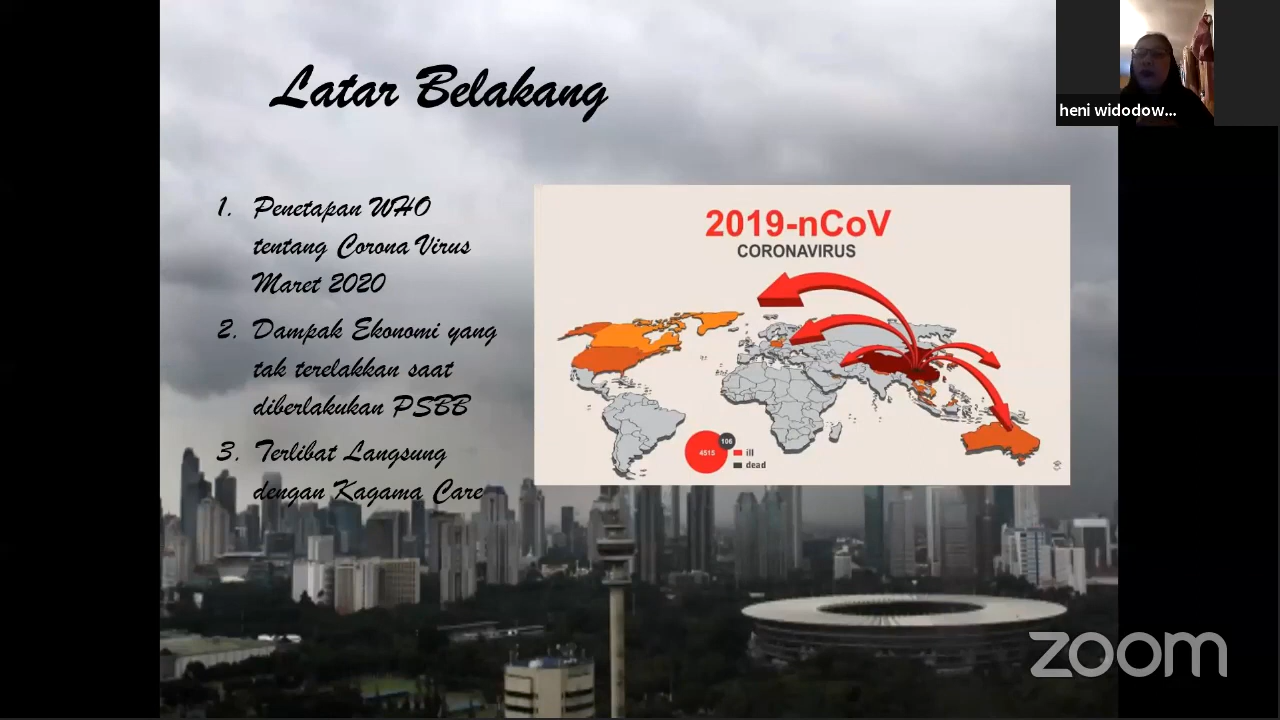 Latar Belakang
heni widodow...
1. Penetapan WHO
tentang Corona Virus
Maret 2020
2. Dampak Ekonomi yang
tak terelakkan saat
diberlakukan PSBB
3. Terlibat Langsung
dengan Kagama Care
2019-nCoV
CORONAVIRUS
4515
106
ill
dead
zoom